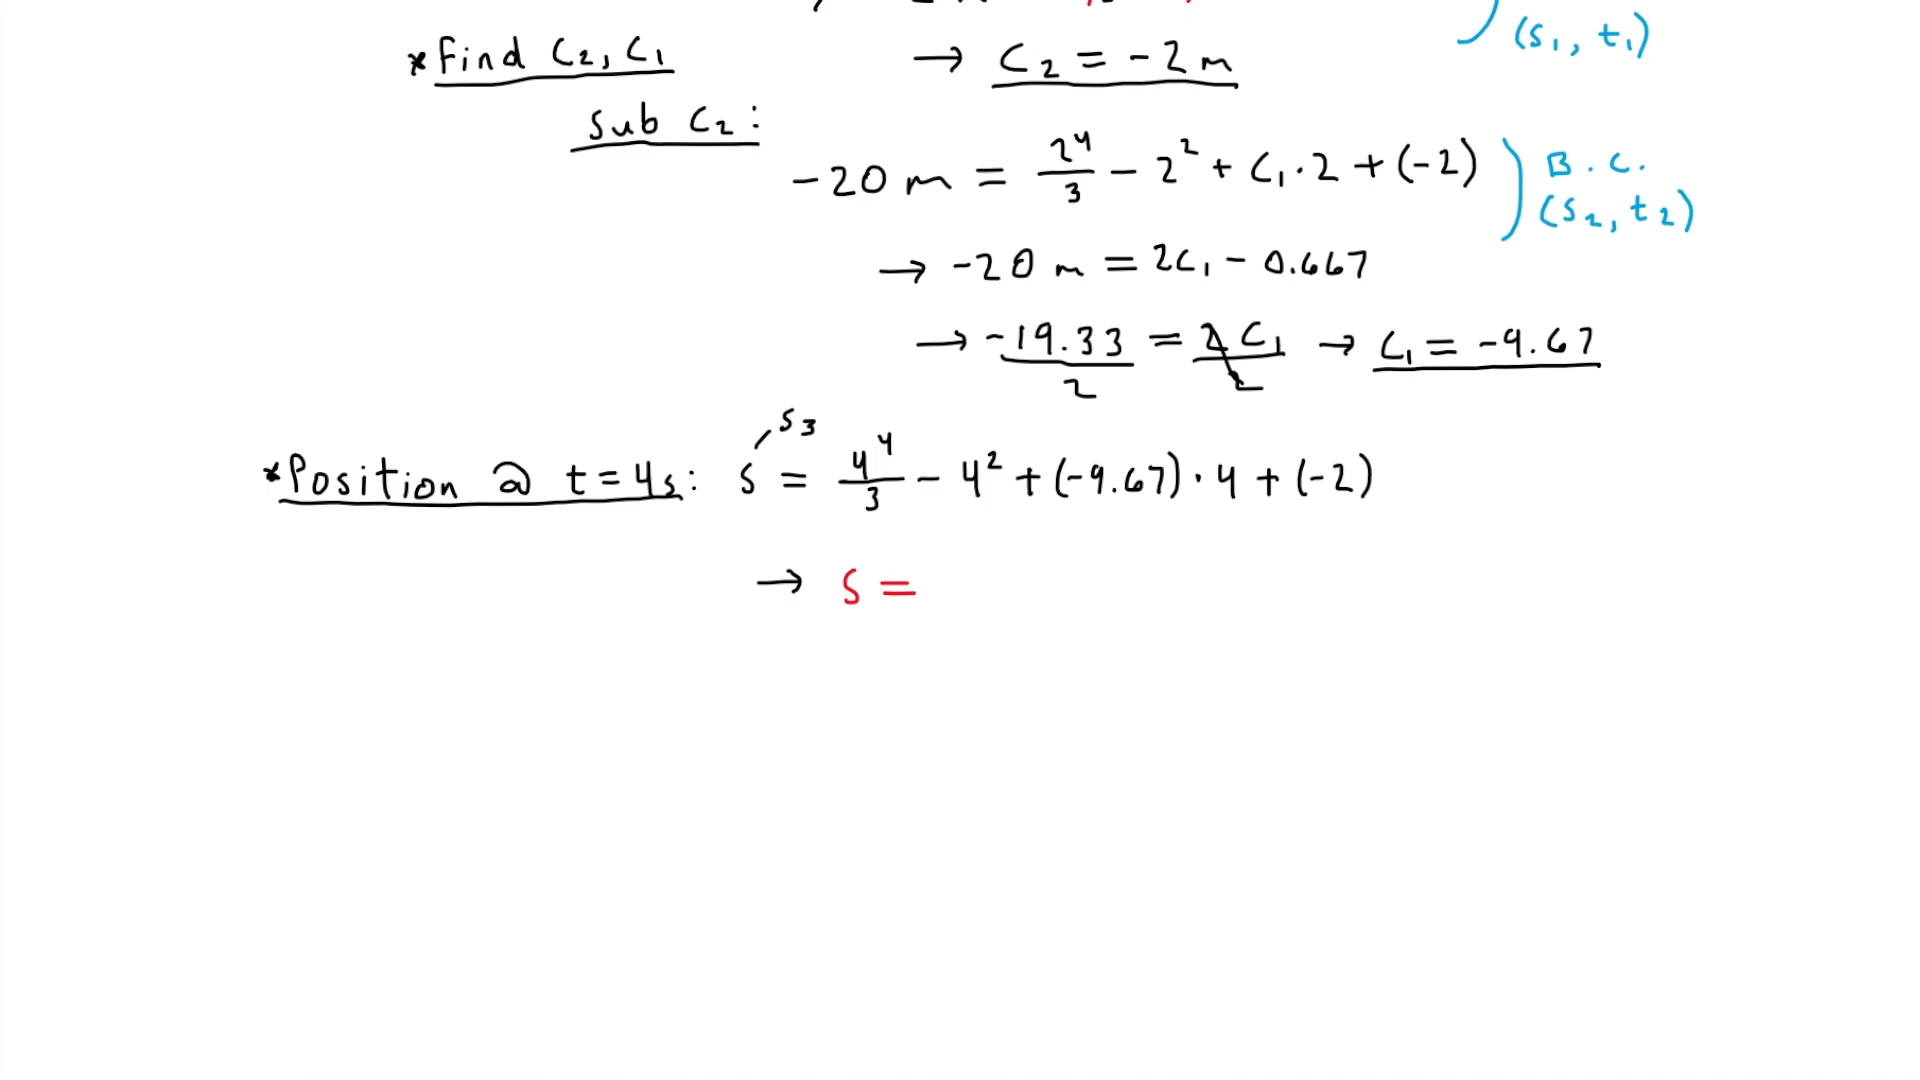 *Find C₂, C₁ → C₂ = -2 m (s₁, t₁)
Sub C₂:
-20 m = 2⁴/3 - 2² + C₁·2 + (-2) B.C.
(s₂, t₂)
→ -20 m = 2C₁ - 0.667
→ -19.33/2 = 2C₁/2 → C₁ = -9.67
s₃
*Position @ t=4s: s = 4⁴/3 - 4² + (-9.67)·4 + (-2)
→ s =